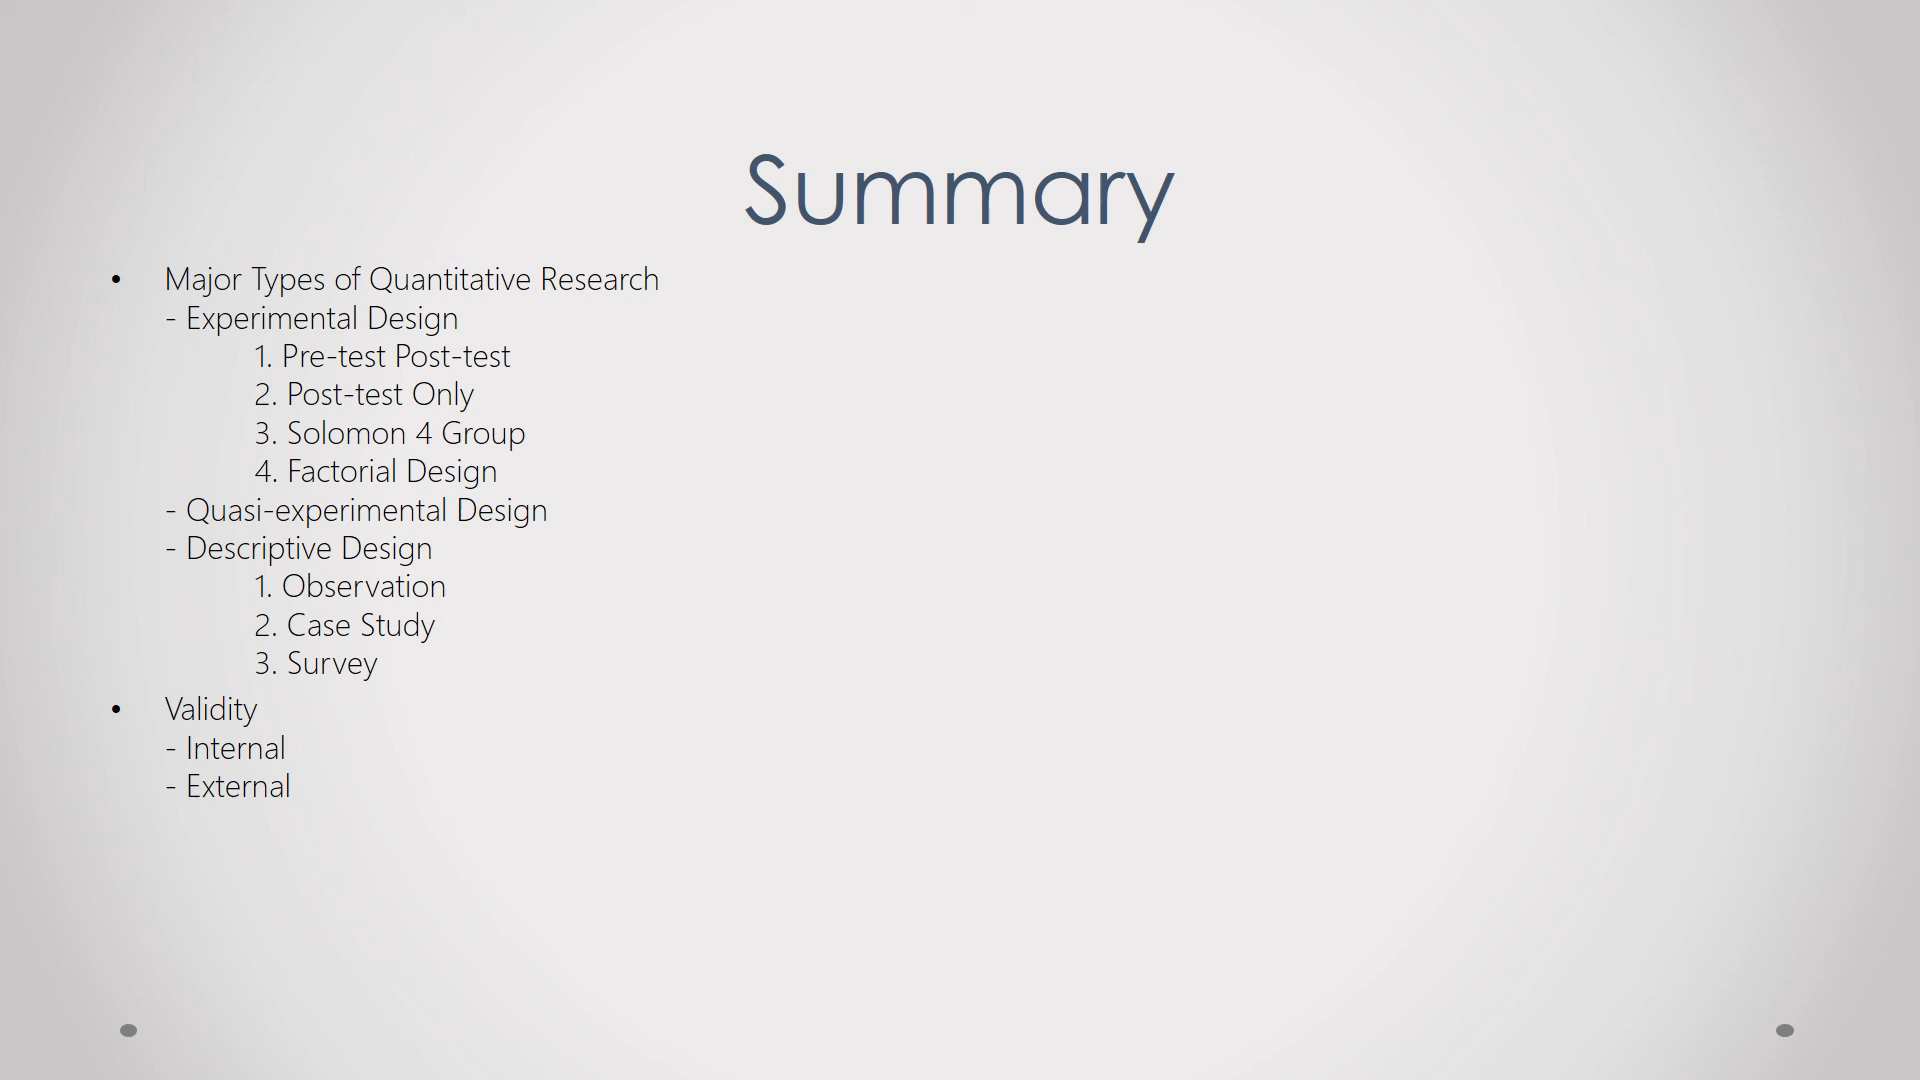 Summary
• Major Types of Quantitative Research
- Experimental Design
1. Pre-test Post-test
2. Post-test Only
3. Solomon 4 Group
4. Factorial Design
- Quasi-experimental Design
- Descriptive Design
1. Observation
2. Case Study
3. Survey
• Validity
- Internal
- External